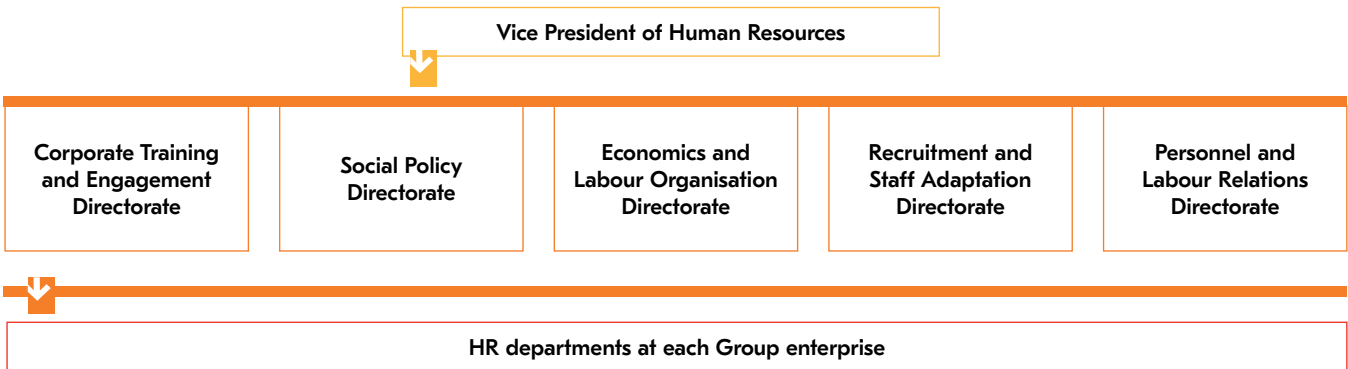 Vice President of Human Resources
Corporate Training
and Engagement
Directorate
Social Policy
Directorate
Economics and
Labour Organisation
Directorate
Recruitment and
Staff Adaptation
Directorate
Personnel and
Labour Relations
Directorate
HR departments at each Group enterprise